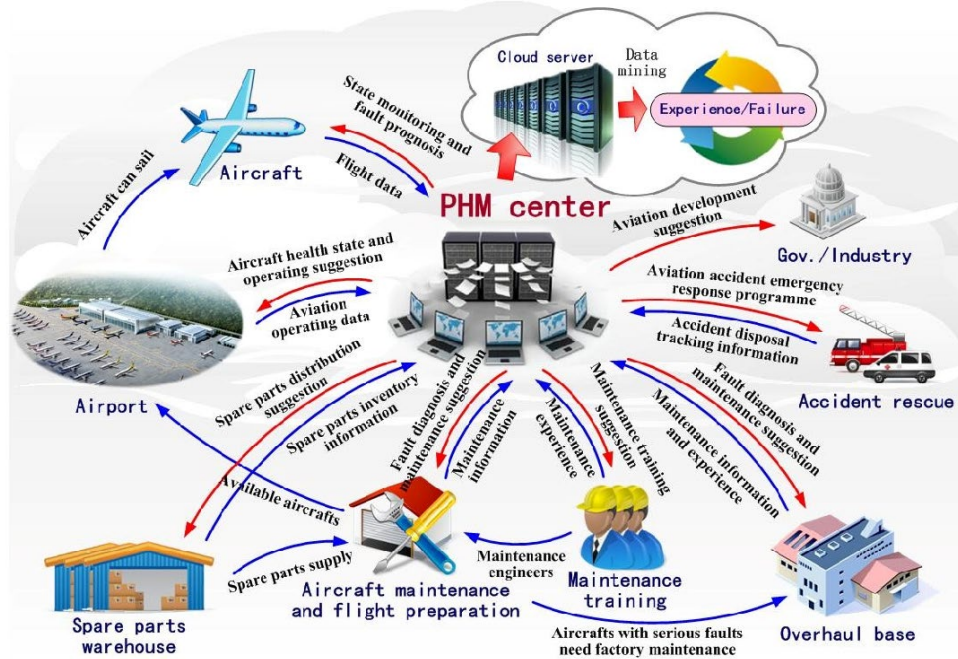 Cloud server
Data
mining
Experience/Failure
State monitoring and
fault prognosis
Flight data
Aircraft
Aircraft can sail
PHM center
Aviation development
suggestion
Gov./Industry
Aircraft health state and
operating suggestion
Aviation
operating data
Aviation accident emergency
response programme
Accident disposal
tracking information
Accident rescue
Airport
Spare parts distribution
suggestion
Spare parts inventory
information
Fault diagnosis and
maintenance suggestion
Maintenance
information
Maintenance
experience
Maintenance training
suggestion
Fault diagnosis and
maintenance suggestion
Maintenance information
and experience
Available aircrafts
Spare parts supply
Maintenance
engineers
Aircraft maintenance
and flight preparation
Maintenance
training
Spare parts
warehouse
Aircrafts with serious faults
need factory maintenance
Overhaul base